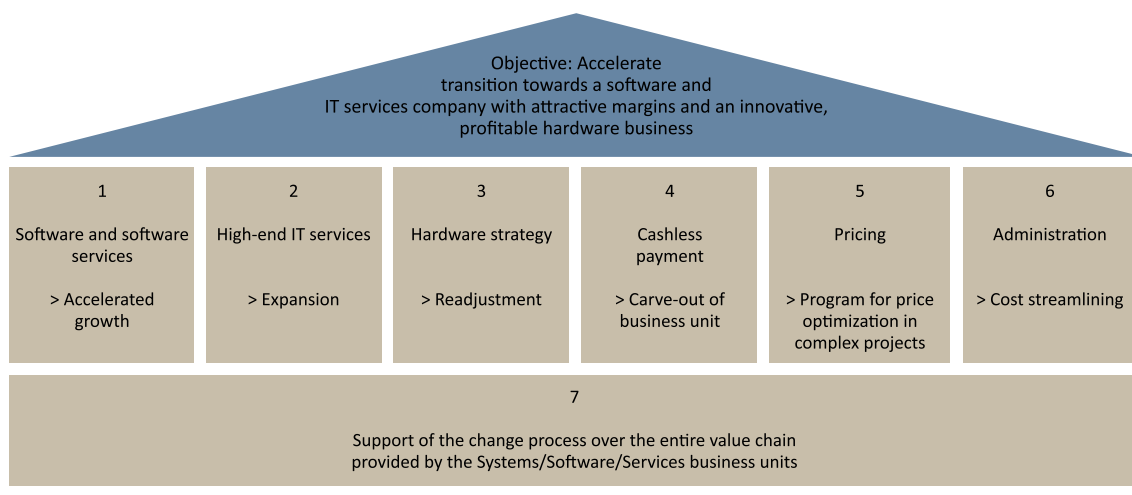 Objective: Accelerate
transition towards a software and
IT services company with attractive margins and an innovative,
profitable hardware business
1
Software and software
services
> Accelerated
growth
2
High-end IT services
> Expansion
3
Hardware strategy
> Readjustment
4
Cashless
payment
> Carve-out of
business unit
5
Pricing
> Program for price
optimization in
complex projects
6
Administration
> Cost streamlining
7
Support of the change process over the entire value chain
provided by the Systems/Software/Services business units